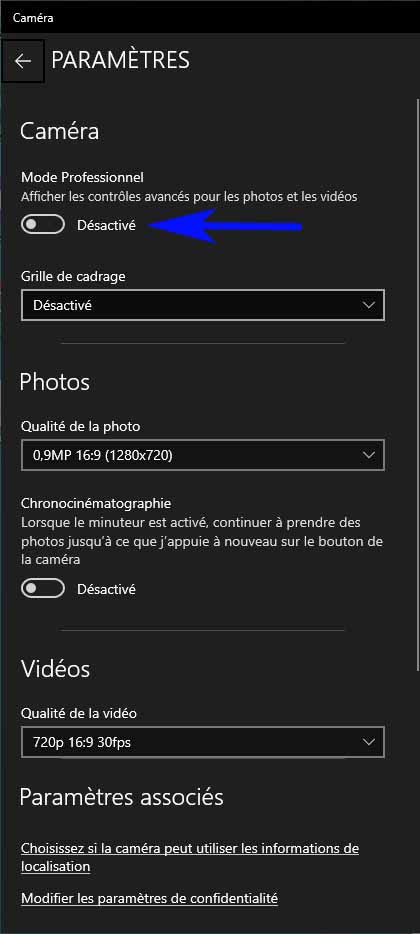 Caméra
PARAMÈTRES
Caméra
Mode Professionnel
Afficher les contrôles avancés pour les photos et les vidéos
Désactivé
Grille de cadrage
Désactivé
Photos
Qualité de la photo
0,9MP 16:9 (1280x720)
Chronocinématographie
Lorsque le minuteur est activé, continuer à prendre des
photos jusqu'à ce que j'appuie à nouveau sur le bouton de
la caméra
Désactivé
Vidéos
Qualité de la vidéo
720p 16:9 30fps
Paramètres associés
Choisissez si la caméra peut utiliser les informations de
localisation
Modifier les paramètres de confidentialité